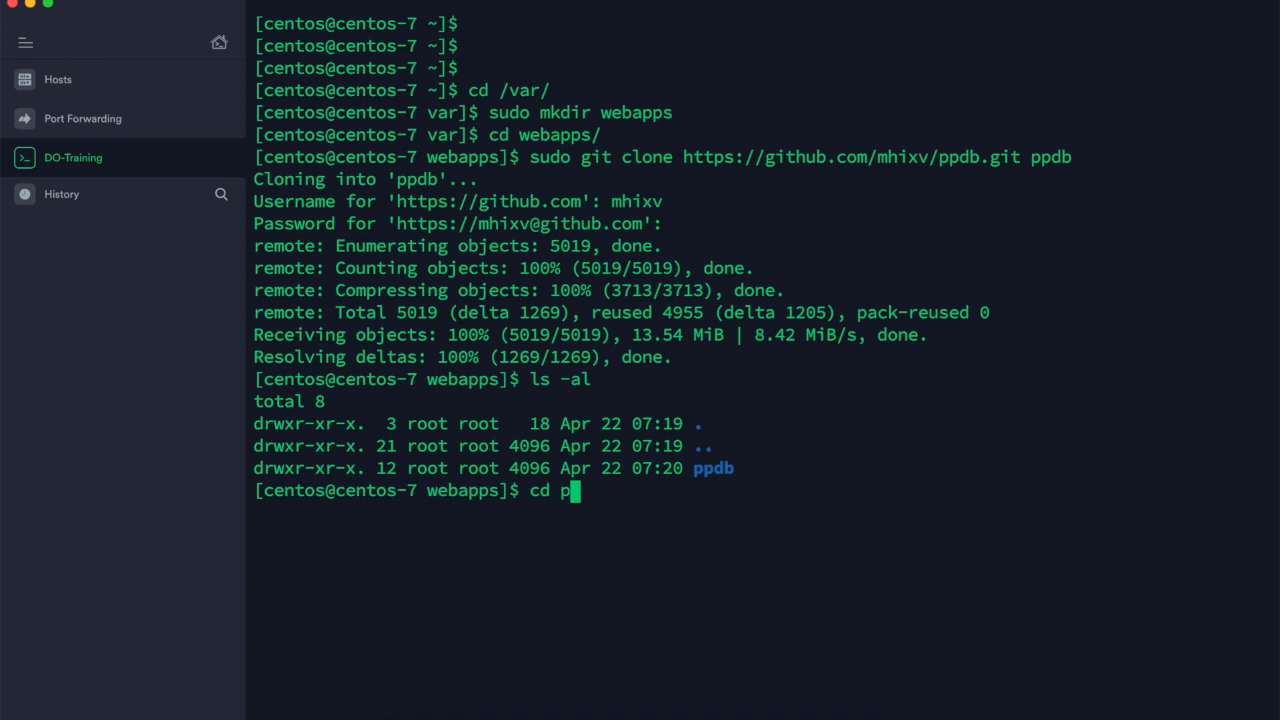 Hosts
Port Forwarding
DO-Training
History
[centos@centos-7 ~]$
[centos@centos-7 ~]$
[centos@centos-7 ~]$
[centos@centos-7 ~]$ cd /var/
[centos@centos-7 var]$ sudo mkdir webapps
[centos@centos-7 var]$ cd webapps/
[centos@centos-7 webapps]$ sudo git clone https://github.com/mhixv/ppdb.git ppdb
Cloning into 'ppdb'...
Username for 'https://github.com': mhixv
Password for 'https://mhixv@github.com':
remote: Enumerating objects: 5019, done.
remote: Counting objects: 100% (5019/5019), done.
remote: Compressing objects: 100% (3713/3713), done.
remote: Total 5019 (delta 1269), reused 4955 (delta 1205), pack-reused 0
Receiving objects: 100% (5019/5019), 13.54 MiB | 8.42 MiB/s, done.
Resolving deltas: 100% (1269/1269), done.
[centos@centos-7 webapps]$ ls -al
total 8
drwxr-xr-x.  3 root root   18 Apr 22 07:19 .
drwxr-xr-x. 21 root root 4096 Apr 22 07:19 ..
drwxr-xr-x. 12 root root 4096 Apr 22 07:20 ppdb
[centos@centos-7 webapps]$ cd p